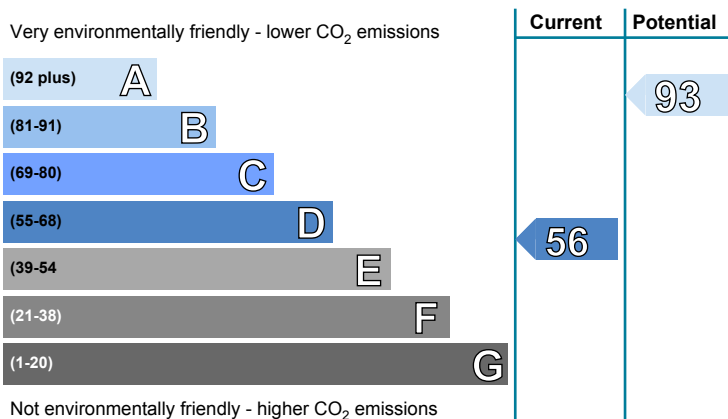 Current Potential
Very environmentally friendly - lower CO2 emissions
(92 plus) A
93
(81-91) B
(69-80) C
(55-68) D
56
(39-54 E
(21-38) F
(1-20) G
Not environmentally friendly - higher CO2 emissions